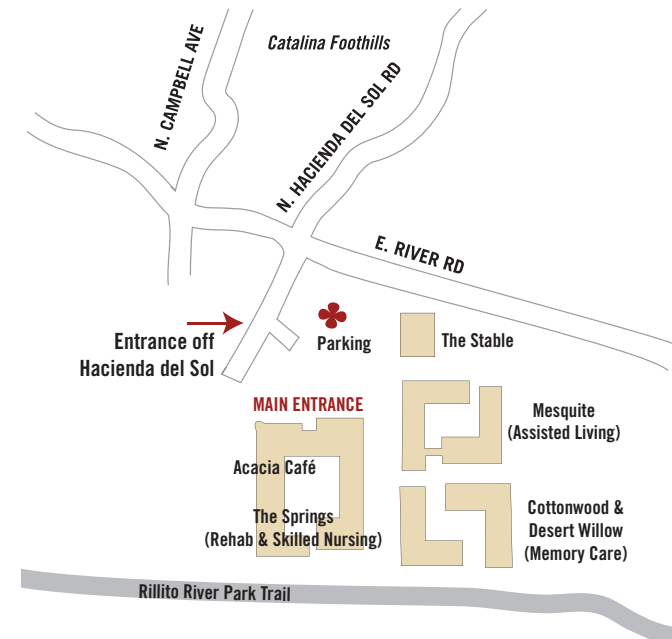 N. CAMPBELL AVE
Catalina Foothills
N. HACIENDA DEL SOL RD
E. RIVER RD
Entrance off
Hacienda del Sol
Parking
The Stable
MAIN ENTRANCE
Mesquite
(Assisted Living)
Acacia Café
The Springs
(Rehab & Skilled Nursing)
Cottonwood &
Desert Willow
(Memory Care)
Rillito River Park Trail